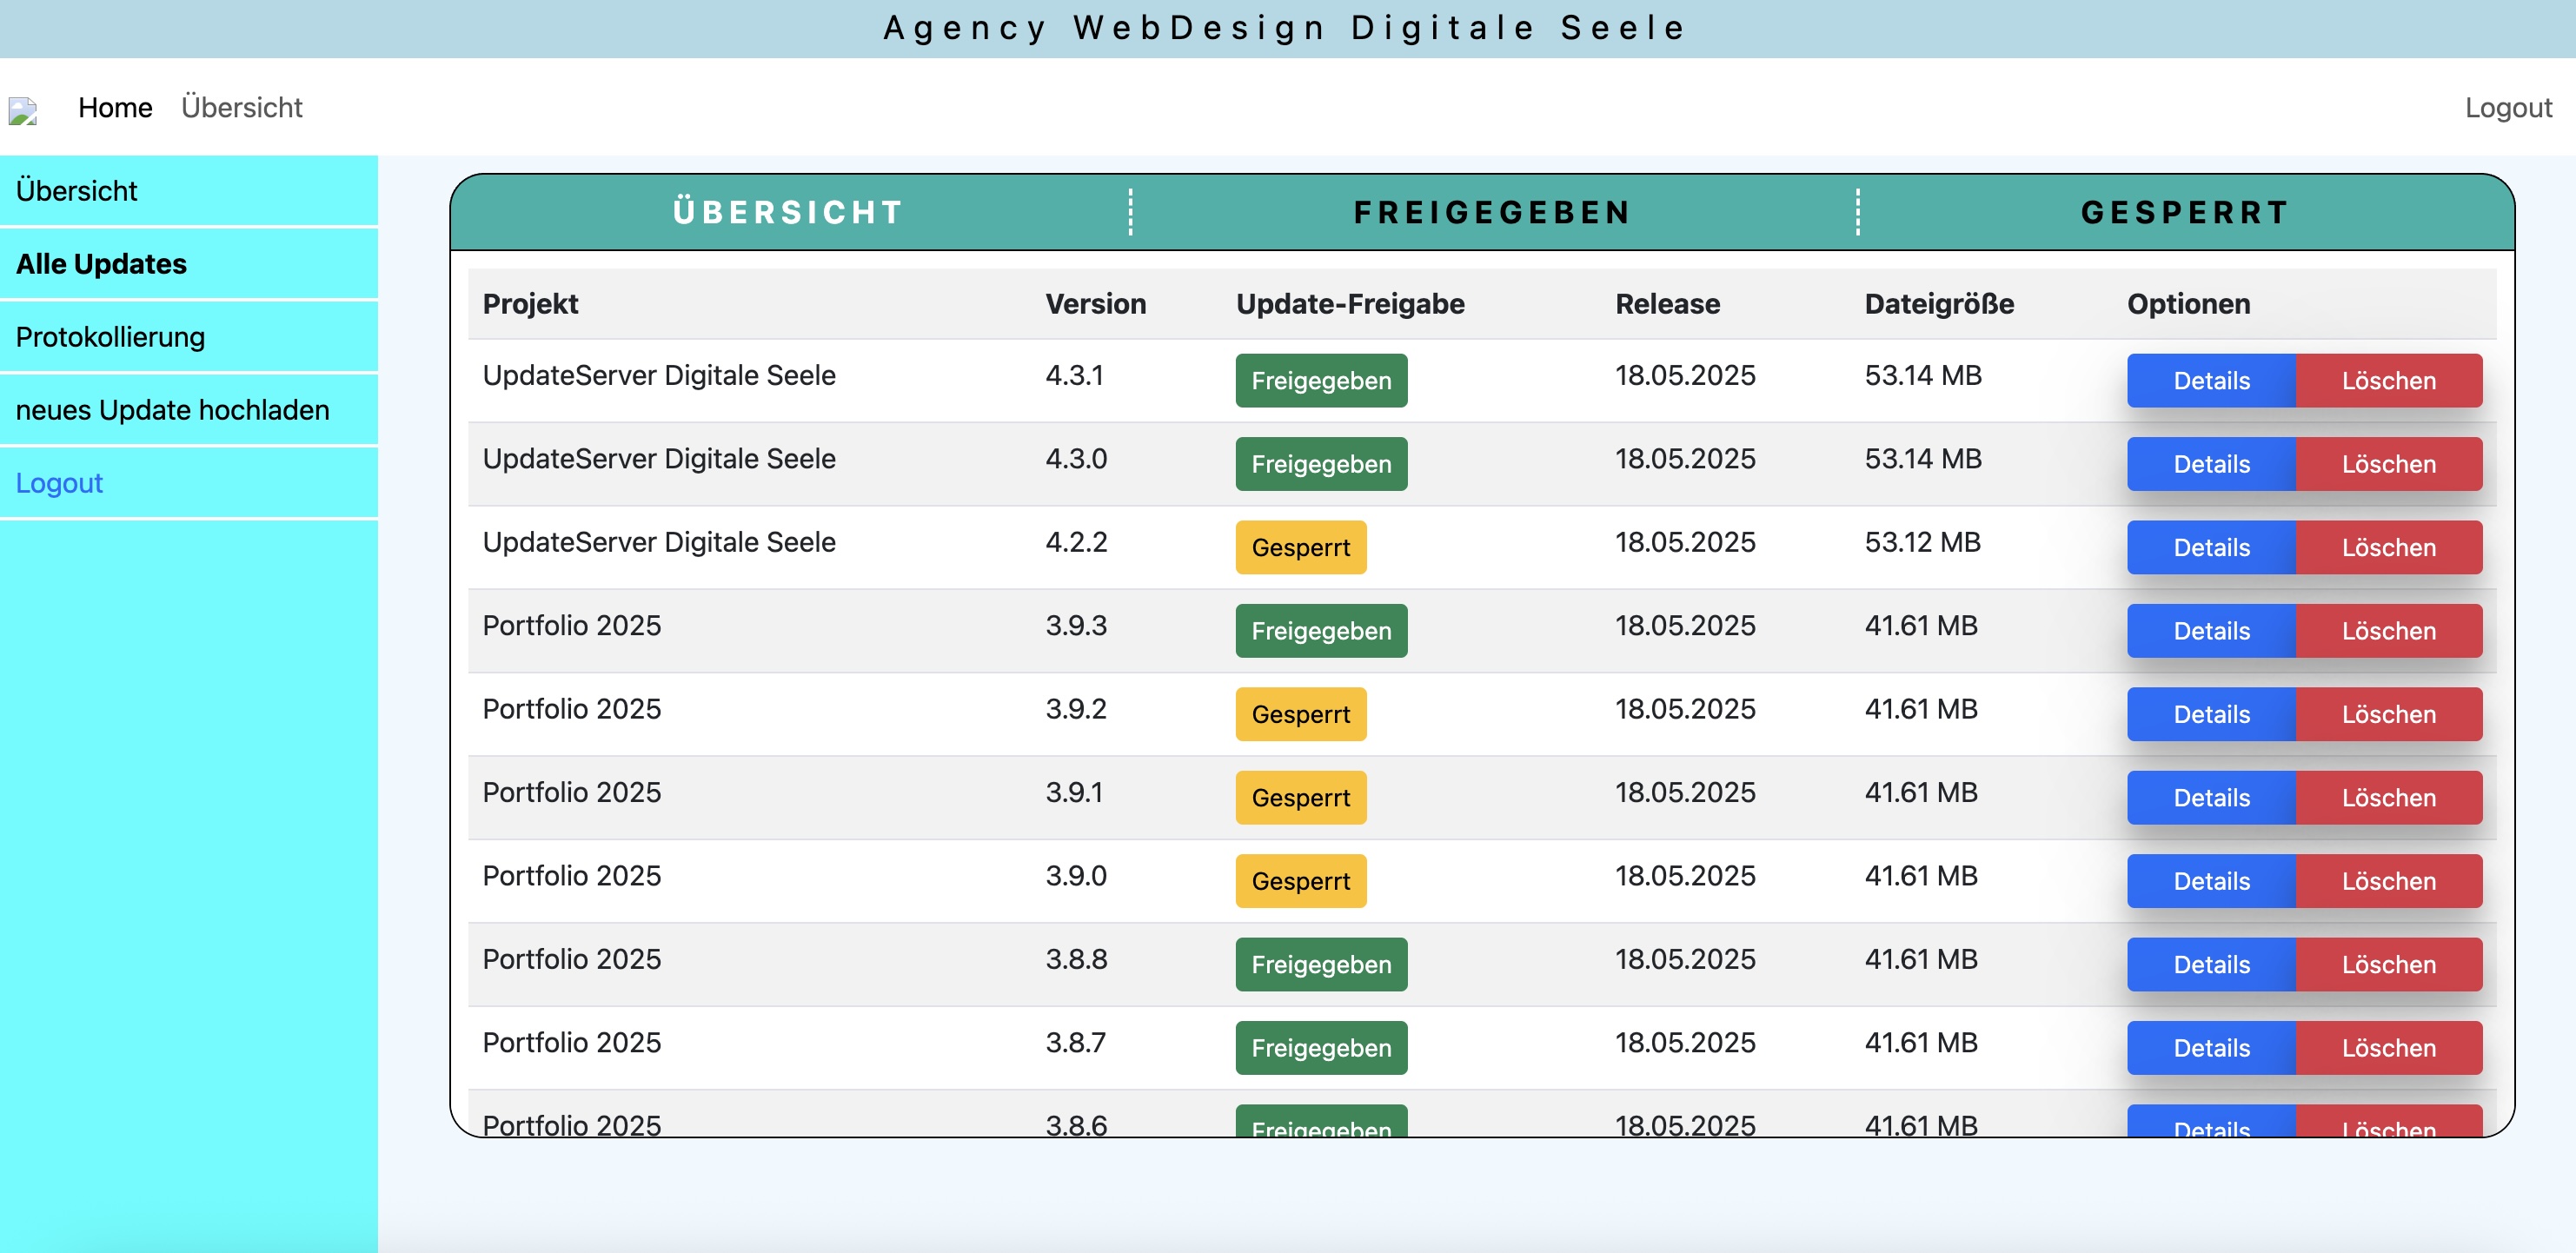 Agency WebDesign Digitale Seele
Home Übersicht Logout
Übersicht
Alle Updates
Protokollierung
neues Update hochladen
Logout
ÜBERSICHT FREIGEGEBEN GESPERRT
Projekt Version Update-Freigabe Release Dateigröße Optionen
UpdateServer Digitale Seele 4.3.1 Freigegeben 18.05.2025 53.14 MB Details Löschen
UpdateServer Digitale Seele 4.3.0 Freigegeben 18.05.2025 53.14 MB Details Löschen
UpdateServer Digitale Seele 4.2.2 Gesperrt 18.05.2025 53.12 MB Details Löschen
Portfolio 2025 3.9.3 Freigegeben 18.05.2025 41.61 MB Details Löschen
Portfolio 2025 3.9.2 Gesperrt 18.05.2025 41.61 MB Details Löschen
Portfolio 2025 3.9.1 Gesperrt 18.05.2025 41.61 MB Details Löschen
Portfolio 2025 3.9.0 Gesperrt 18.05.2025 41.61 MB Details Löschen
Portfolio 2025 3.8.8 Freigegeben 18.05.2025 41.61 MB Details Löschen
Portfolio 2025 3.8.7 Freigegeben 18.05.2025 41.61 MB Details Löschen
Portfolio 2025 3.8.6 Freigegeben 18.05.2025 41.61 MB Details Löschen